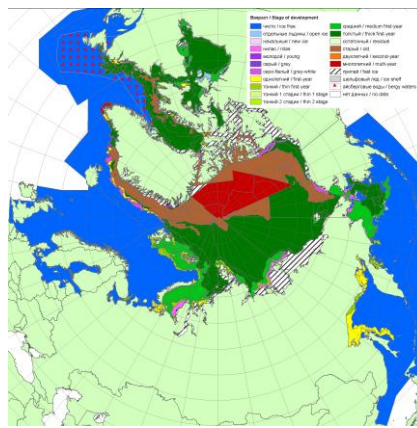 Возраст / Stage of development
чисто / ice free
отдельные льдины / open ice
начальные / new ice
нилас / nilas
молодой / young
серый / grey
серо-белый / grey-white
однолетний / first-year
тонкий / thin first-year
тонкий 1 стадии / thin 1 stage
тонкий 2 стадии / thin 2 stage
средний / medium first-year
толстый / thick first-year
остаточный / residual
старый / old
двухлетний / second-year
многолетний / multi-year
припай / fast ice
шельфовый лед / ice shelf
айсберговые воды / bergy waters
нет данных / no data